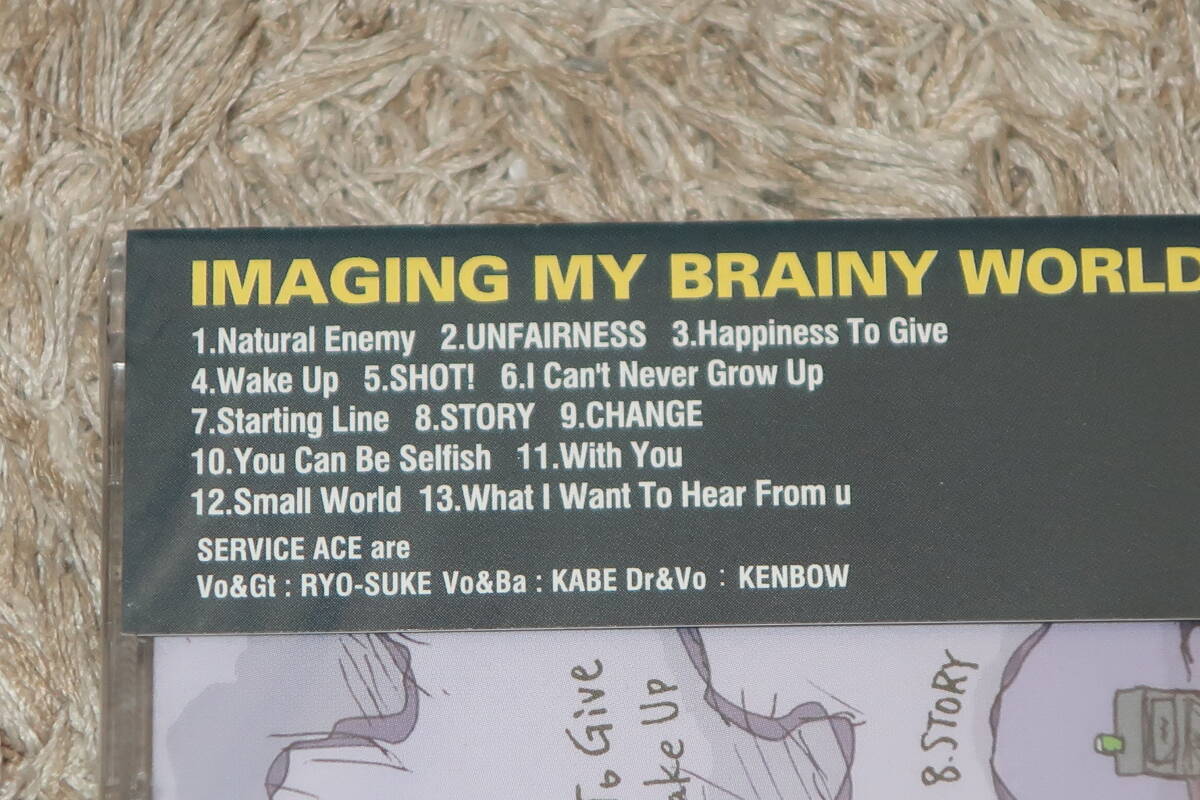 IMAGING MY BRAINY WORLD
1.Natural Enemy 2.UNFAIRNESS 3.Happiness To Give
4.Wake Up 5.SHOT! 6.I Can't Never Grow Up
7.Starting Line 8.STORY 9.CHANGE
10.You Can Be Selfish 11.With You
12.Small World 13.What I Want To Hear From u
SERVICE ACE are
Vo&Gt : RYO-SUKE Vo&Ba : KABE Dr&Vo : KENBOW
To Give
ake Up
8.STORY